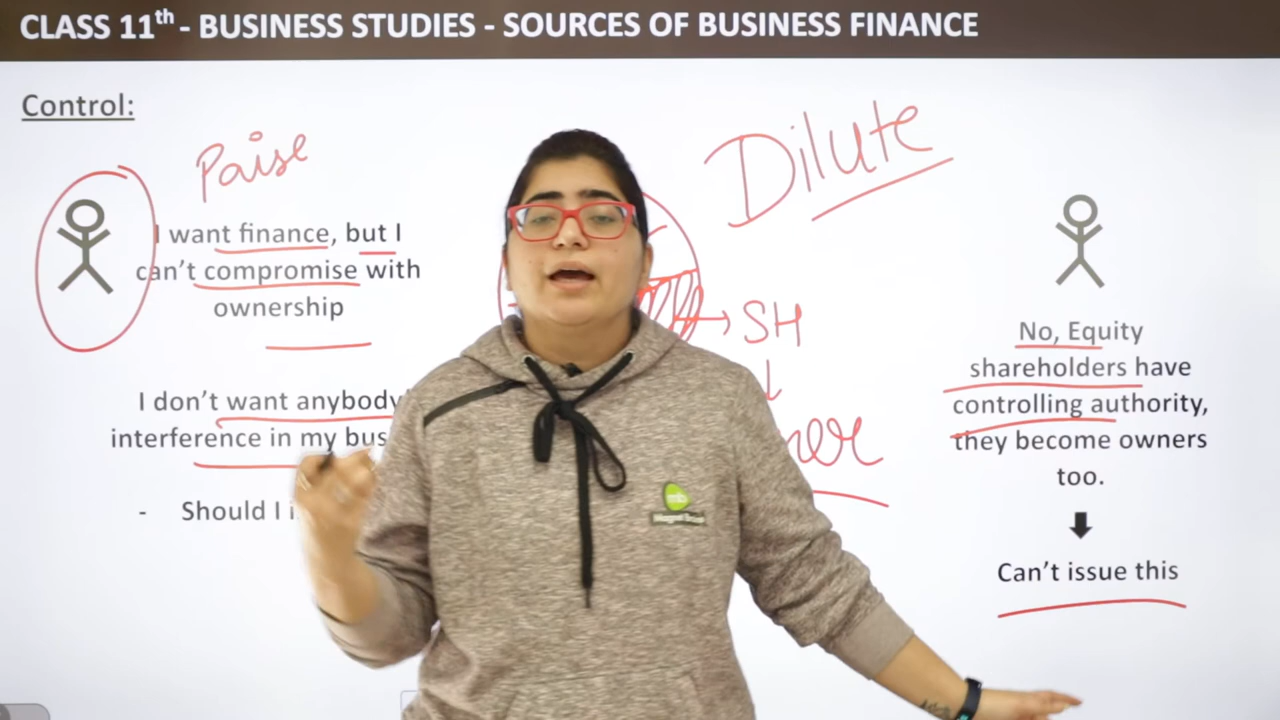 CLASS 11th - BUSINESS STUDIES - SOURCES OF BUSINESS FINANCE
Control:
I want finance, but I
can't compromise with
ownership
I don't want anybody
interference in my bus
- Should I
Dilute
SH
No, Equity
shareholders have
controlling authority,
they become owners
too.
Can't issue this